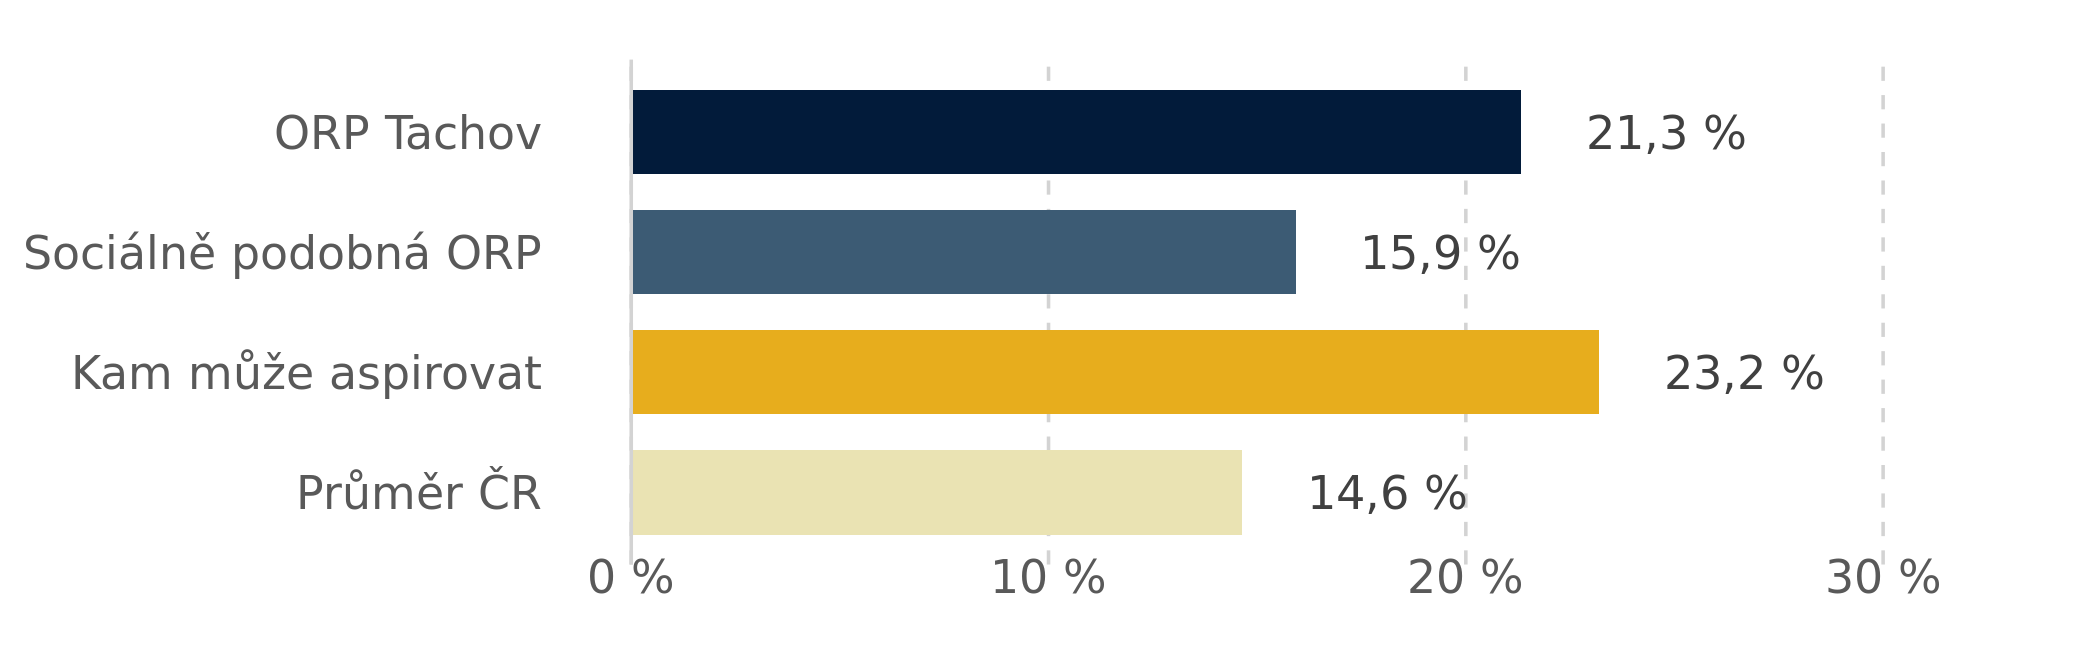 ORP Tachov
21,3 %
Sociálně podobná ORP
15,9 %
Kam může aspirovat
23,2 %
Průměr ČR
14,6 %
0 %
10 %
20 %
30 %